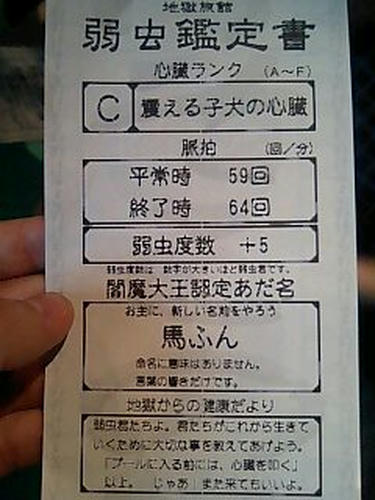 地獄旅館
弱虫鑑定書
心臓ランク (A～F)
C 震える子犬の心臓
脈拍 (回／分)
平常時 59回
終了時 64回
弱虫度数 +5
弱虫度数は、数字が大きいほど弱虫君です。
閻魔大王認定あだ名
お主に、新しい名前をやろう
馬ふん
命名に意味はありません。
言葉の響きだけです。
地獄からの健康だより
弱虫君たちよ。君たちがこれから生きて
いくために大切な事を教えてあげよう。
『プールに入る前には、心臓を叩く』
以上。 じゃあ！また来てもいいよ。